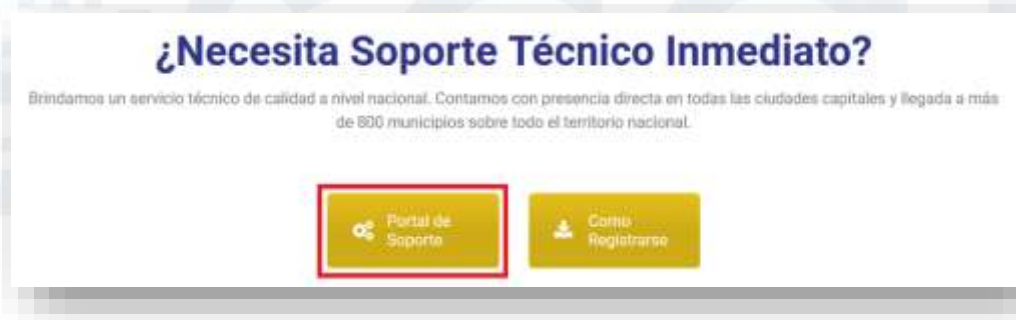 ¿Necesita Soporte Técnico Inmediato?
Brindamos un servicio técnico de calidad a nivel nacional. Contamos con presencia directa en todas las ciudades capitales y llegada a más
de 800 municipios sobre todo el territorio nacional.
Portal de
Soporte
Como
Registrarse